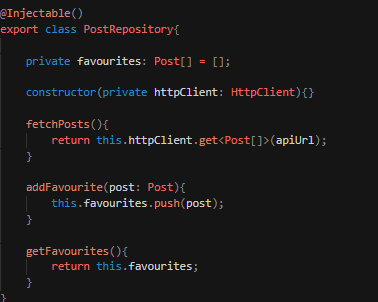 @Injectable()
export class PostRepository{
private favourites: Post[] = [];
constructor(private httpClient: HttpClient){}
fetchPosts(){
return this.httpClient.get<Post[]>(apiUrl);
}
addFavourite(post: Post){
this.favourites.push(post);
}
getFavourites(){
return this.favourites;
}
}